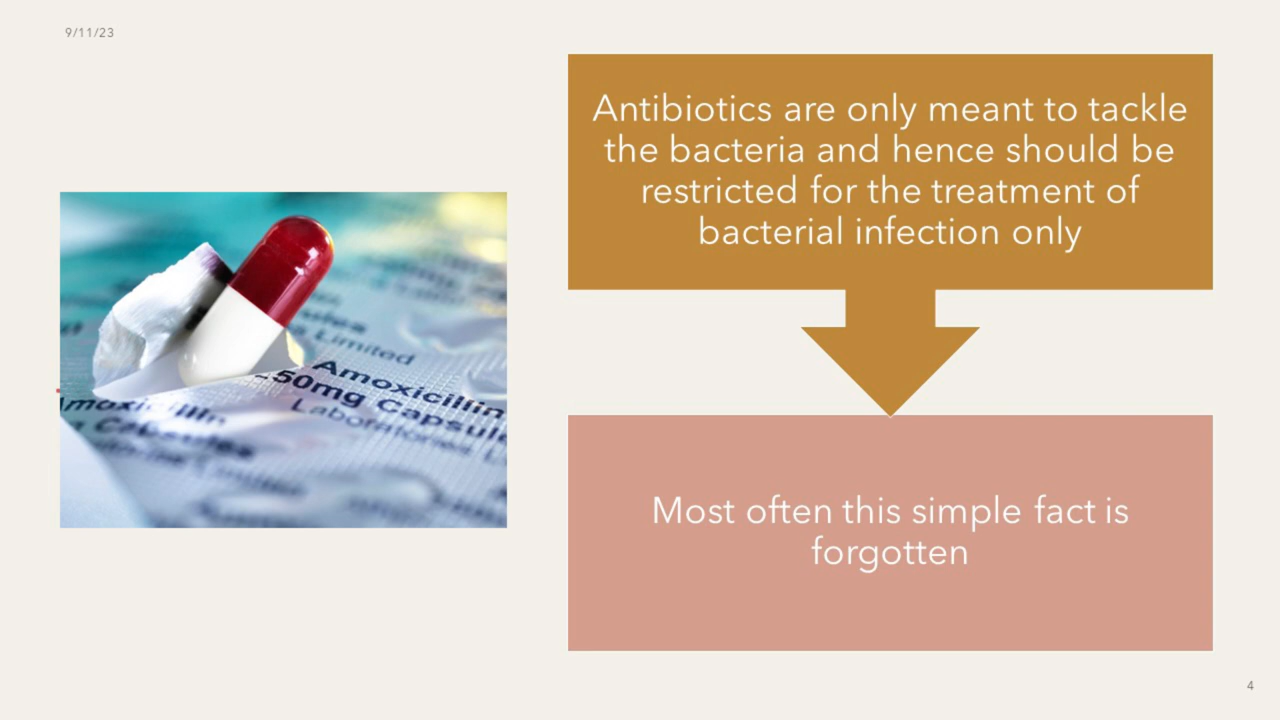 9/11/23
Antibiotics are only meant to tackle
the bacteria and hence should be
restricted for the treatment of
bacterial infection only
Most often this simple fact is
forgotten
Limited
Amoxicillin
50mg Capsule
4